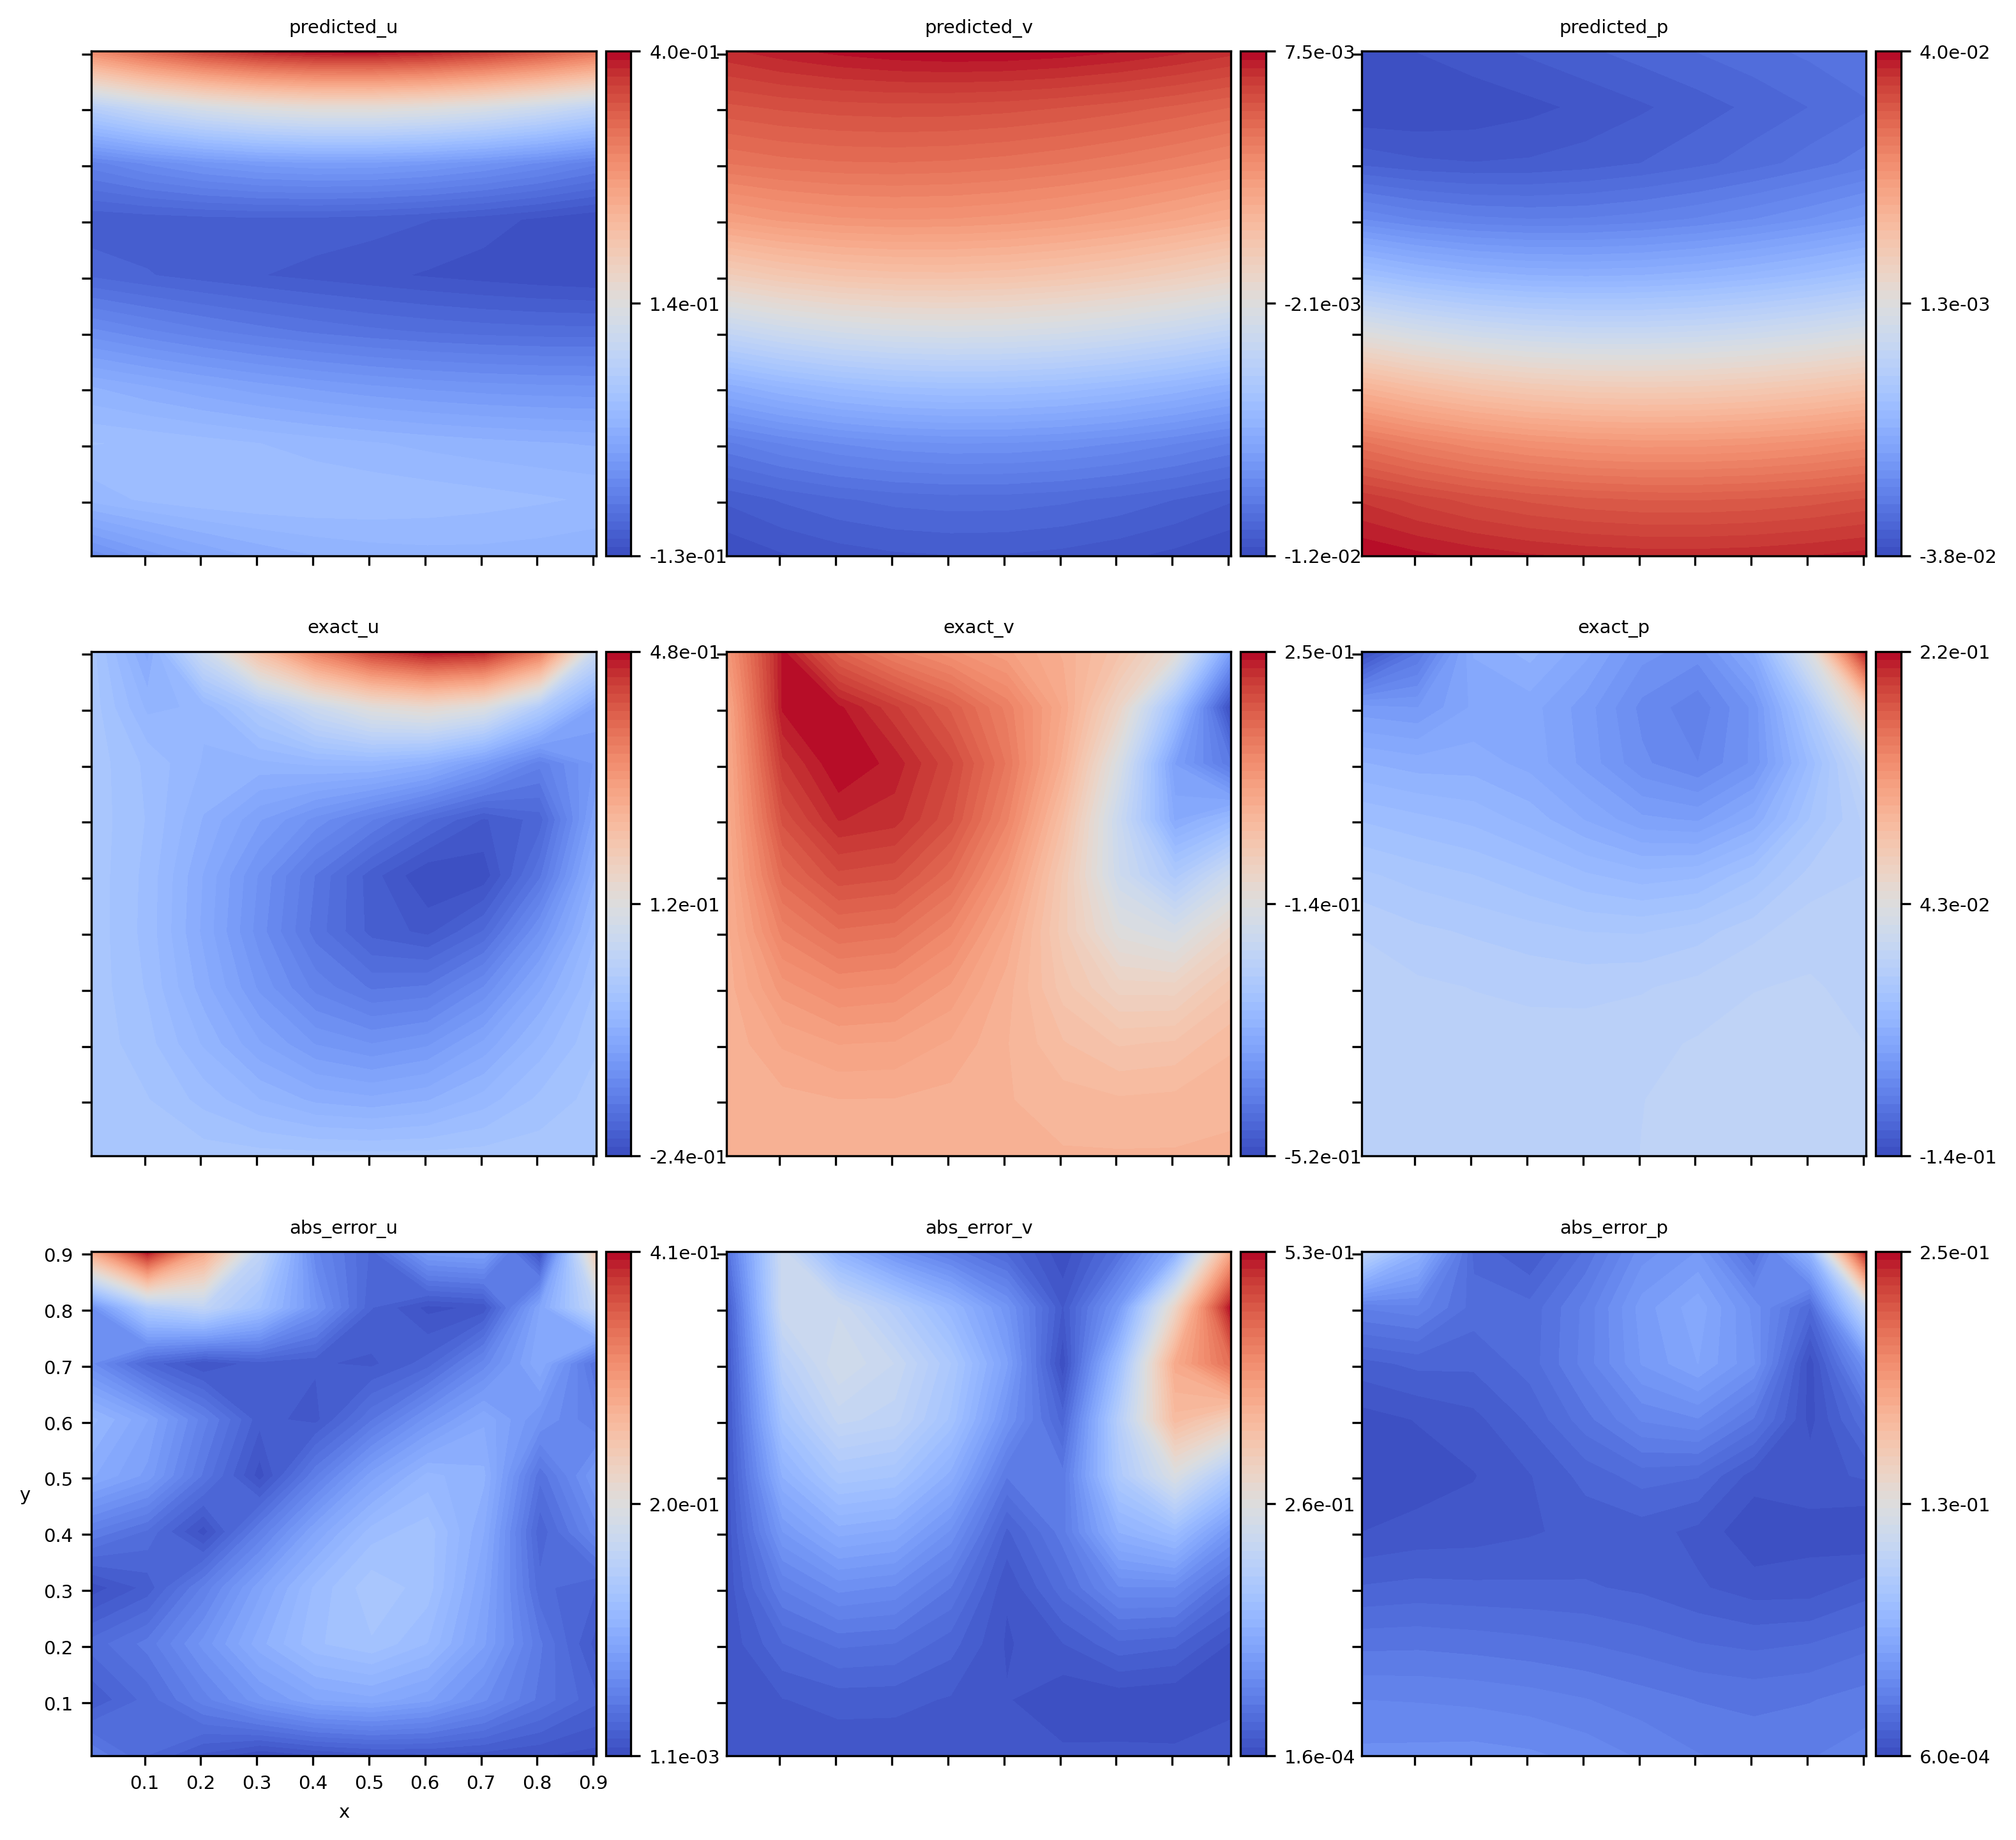 predicted_u predicted_v predicted_p
4.0e-01 7.5e-03 4.0e-02
1.4e-01 -2.1e-03 1.3e-03
-1.3e-01 -1.2e-02 -3.8e-02
exact_u exact_v exact_p
4.8e-01 2.5e-01 2.2e-01
1.2e-01 -1.4e-01 4.3e-02
-2.4e-01 -5.2e-01 -1.4e-01
abs_error_u abs_error_v abs_error_p
0.9 4.1e-01 5.3e-01 2.5e-01
0.8
0.7
0.6
0.5
y 2.0e-01 2.6e-01 1.3e-01
0.4
0.3
0.2
0.1
1.1e-03 1.6e-04 6.0e-04
0.1 0.2 0.3 0.4 0.5 0.6 0.7 0.8 0.9
x